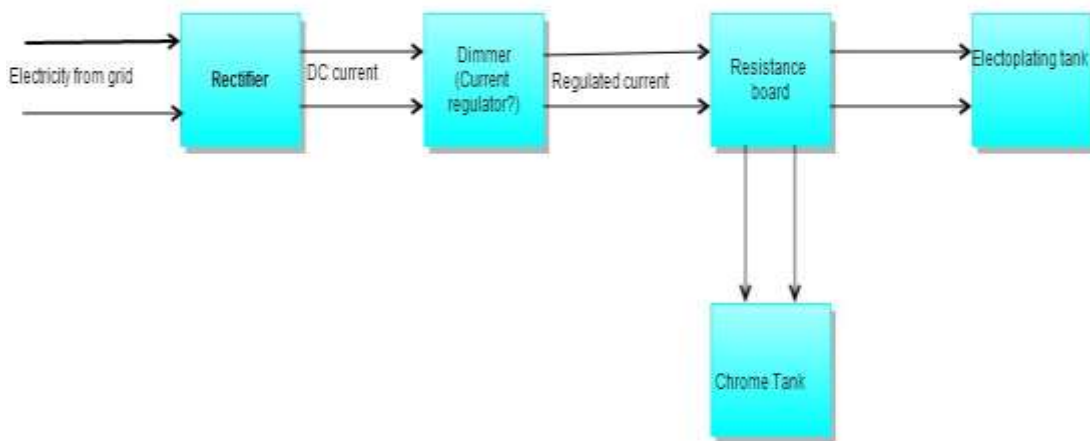 Electricity from grid
Rectifier
DC current
Dimmer
(Current
regulator?)
Regulated current
Resistance
board
Electoplating tank
Chrome Tank